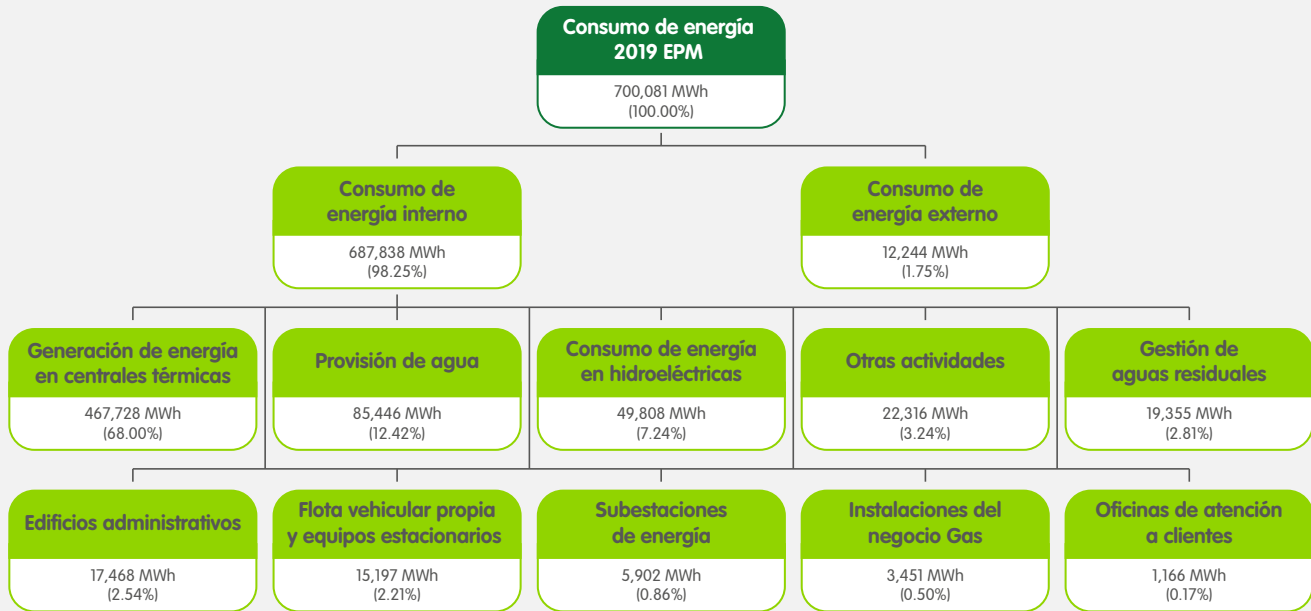 Consumo de energía
2019 EPM
700,081 MWh
(100.00%)
Consumo de
energía interno
687,838 MWh
(98.25%)
Consumo de
energía externo
12,244 MWh
(1.75%)
Generación de energía
en centrales térmicas
467,728 MWh
(68.00%)
Provisión de agua
85,446 MWh
(12.42%)
Consumo de energía
en hidroeléctricas
49,808 MWh
(7.24%)
Otras actividades
22,316 MWh
(3.24%)
Gestión de
aguas residuales
19,355 MWh
(2.81%)
Edificios administrativos
17,468 MWh
(2.54%)
Flota vehicular propia
y equipos estacionarios
15,197 MWh
(2.21%)
Subestaciones
de energía
5,902 MWh
(0.86%)
Instalaciones del
negocio Gas
3,451 MWh
(0.50%)
Oficinas de atención
a clientes
1,166 MWh
(0.17%)